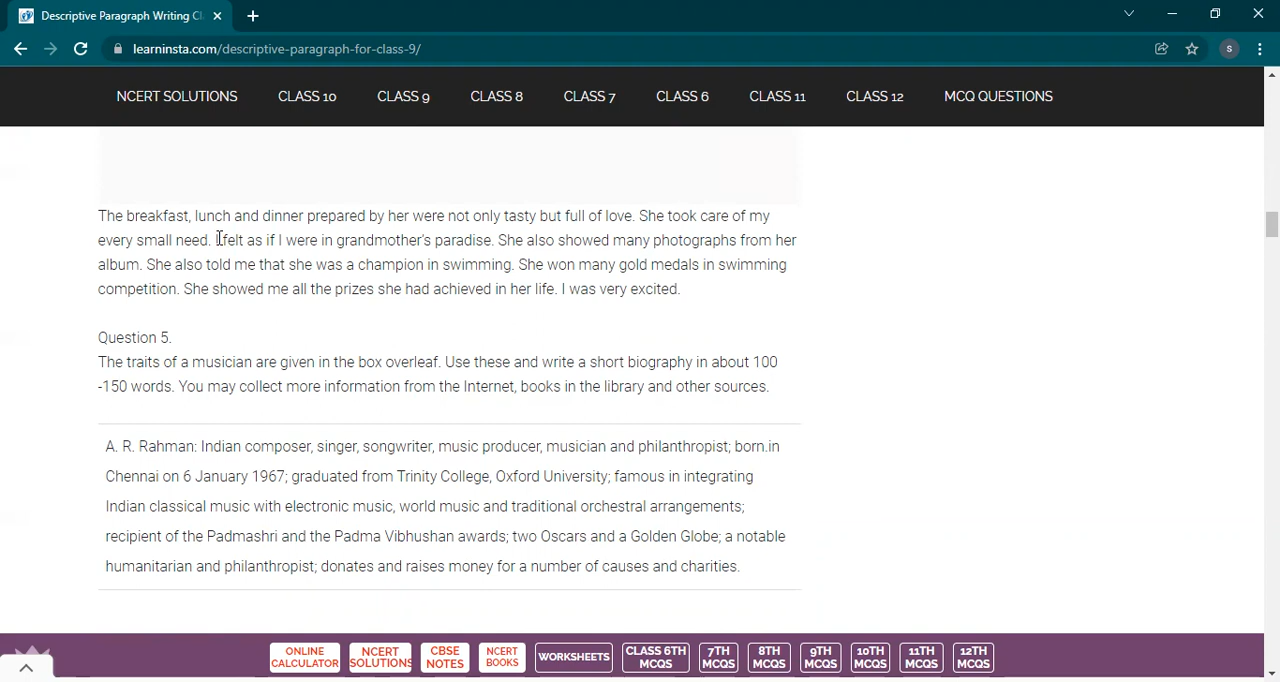 Descriptive Paragraph Writing Cl
learninsta.com/descriptive-paragraph-for-class-9/
S
NCERT SOLUTIONS CLASS 10 CLASS 9 CLASS 8 CLASS 7 CLASS 6 CLASS 11 CLASS 12 MCQ QUESTIONS
The breakfast, lunch and dinner prepared by her were not only tasty but full of love. She took care of my
every small need. I felt as if I were in grandmother's paradise. She also showed many photographs from her
album. She also told me that she was a champion in swimming. She won many gold medals in swimming
competition. She showed me all the prizes she had achieved in her life. I was very excited.
Question 5.
The traits of a musician are given in the box overleaf. Use these and write a short biography in about 100
-150 words. You may collect more information from the Internet, books in the library and other sources.
A. R. Rahman: Indian composer, singer, songwriter, music producer, musician and philanthropist; born.in
Chennai on 6 January 1967; graduated from Trinity College, Oxford University; famous in integrating
Indian classical music with electronic music, world music and traditional orchestral arrangements;
recipient of the Padmashri and the Padma Vibhushan awards; two Oscars and a Golden Globe; a notable
humanitarian and philanthropist; donates and raises money for a number of causes and charities.
ONLINE CALCULATOR NCERT SOLUTIONS CBSE NOTES NCERT BOOKS WORKSHEETS CLASS 6TH MCQS 7TH MCQS 8TH MCQS 9TH MCQS 10TH MCQS 11TH MCQS 12TH MCQS